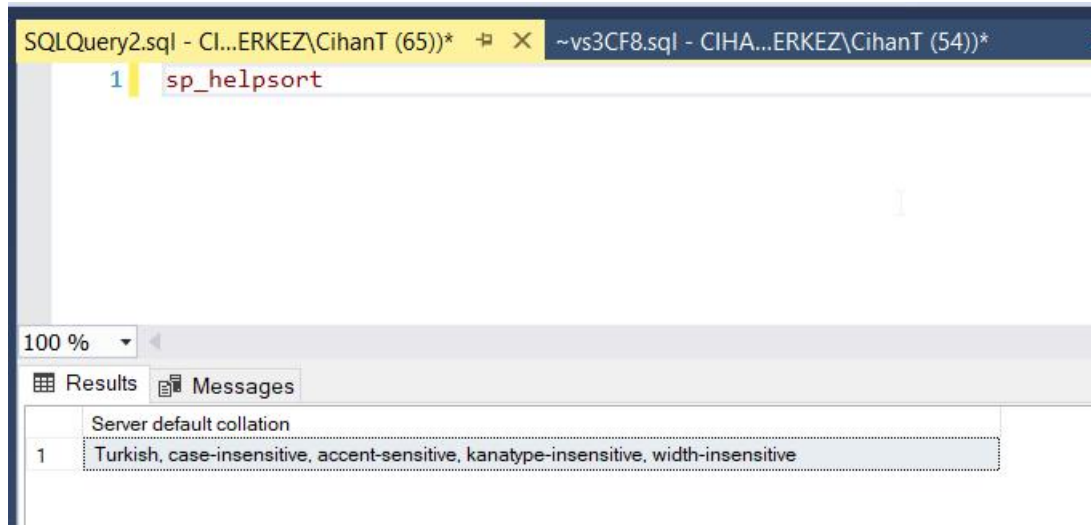 SQLQuery2.sql - CI...ERKEZ\CihanT (65))* ~vs3CF8.sql - CIHA...ERKEZ\CihanT (54))*
1 sp_helpsort
100 %
Results Messages
Server default collation
1 Turkish, case-insensitive, accent-sensitive, kanatype-insensitive, width-insensitive